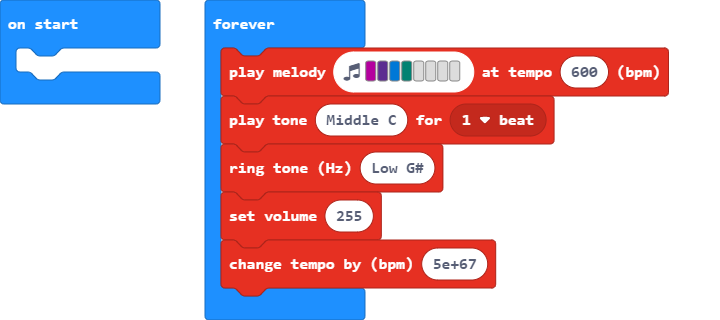 on start
forever
play melody at tempo 600 (bpm)
play tone Middle C for 1 beat
ring tone (Hz) Low G#
set volume 255
change tempo by (bpm) 5e+67